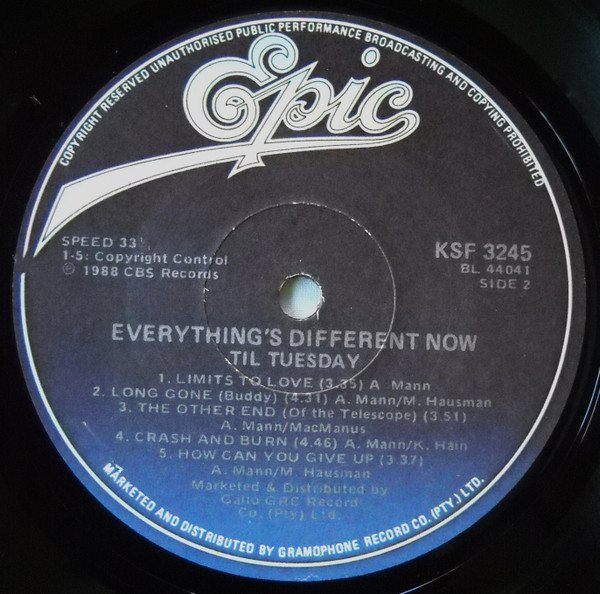 COPYRIGHT RESERVED UNAUTHORISED PUBLIC PERFORMANCE BROADCASTING AND COPYING PROHIBITED
Epic
SPEED 33⅓
1-5: Copyright Control
℗ 1988 CBS Records
KSF 3245
BL 44041
SIDE 2
EVERYTHING'S DIFFERENT NOW
'TIL TUESDAY
1. LIMITS TO LOVE (3.35) A Mann
2. LONG GONE (Buddy) (4.31) A. Mann/M. Hausman
3. THE OTHER END (Of the Telescope) (3.51)
A. Mann/MacManus
4. CRASH AND BURN (4.46) A. Mann/K. Hain
5. HOW CAN YOU GIVE UP (3.37)
A. Mann/M Hausman
Marketed & Distributed by
Gallo GRC Record
Co. (Pty) Ltd.
MARKETED AND DISTRIBUTED BY GRAMOPHONE RECORD CO. (PTY.) LTD.